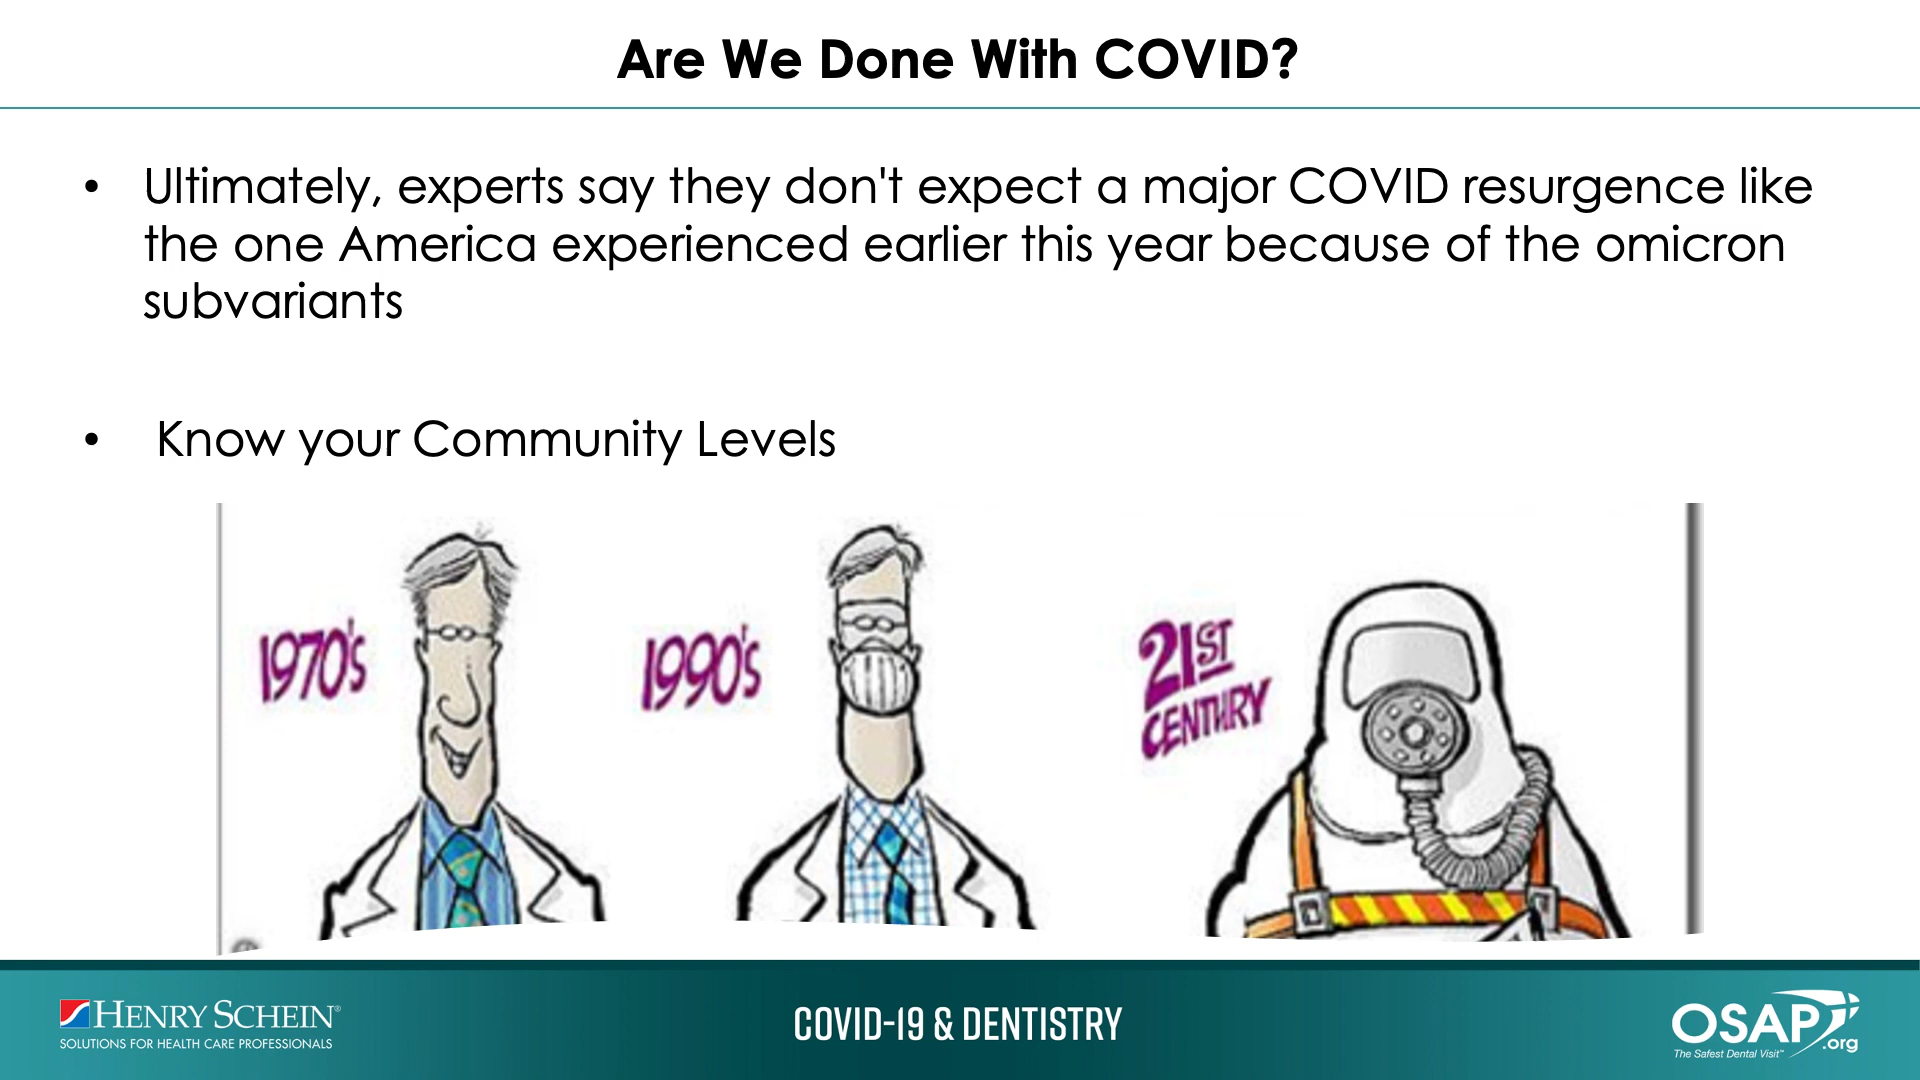 Are We Done With COVID?
• Ultimately, experts say they don't expect a major COVID resurgence like
the one America experienced earlier this year because of the omicron
subvariants
• Know your Community Levels
1970's
1990's
21ST
CENTURY
HENRY SCHEIN®
SOLUTIONS FOR HEALTH CARE PROFESSIONALS
COVID-19 & DENTISTRY
OSAP
.org
The Safest Dental Visit™